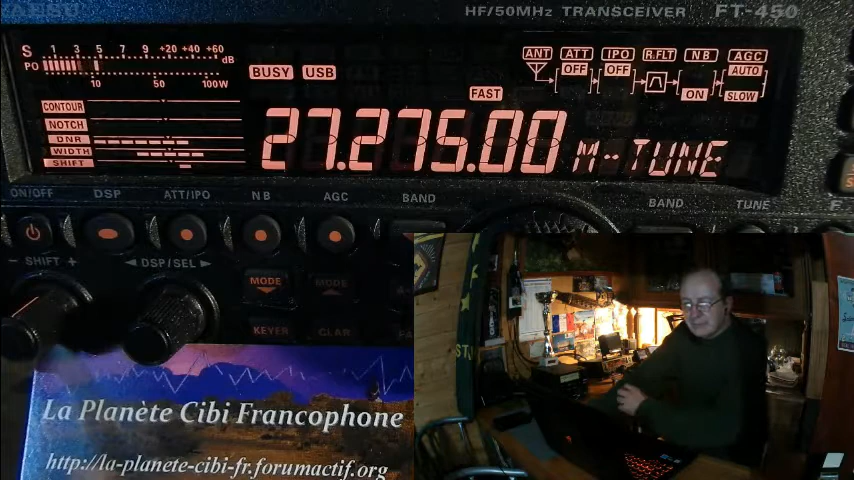 YAESU HF/50MHz TRANSCEIVER FT-450
S 1 3 5 7 9 +20 +40 +60 dB
PO
10 50 100W
BUSY USB
FAST
ANT ATT IPO R.FLT NB AGC
OFF OFF AUTO
ON SLOW
CONTOUR
NOTCH
DNR
WIDTH
SHIFT
27.275.00 M-TUNE
ON/OFF DSP ATT/IPO NB AGC BAND BAND TUNE
− SHIFT + ◄DSP/SEL► MODE MODE
KEYER CLAR
La Planète Cibi Francophone
http://la-planete-cibi-fr.forumactif.org